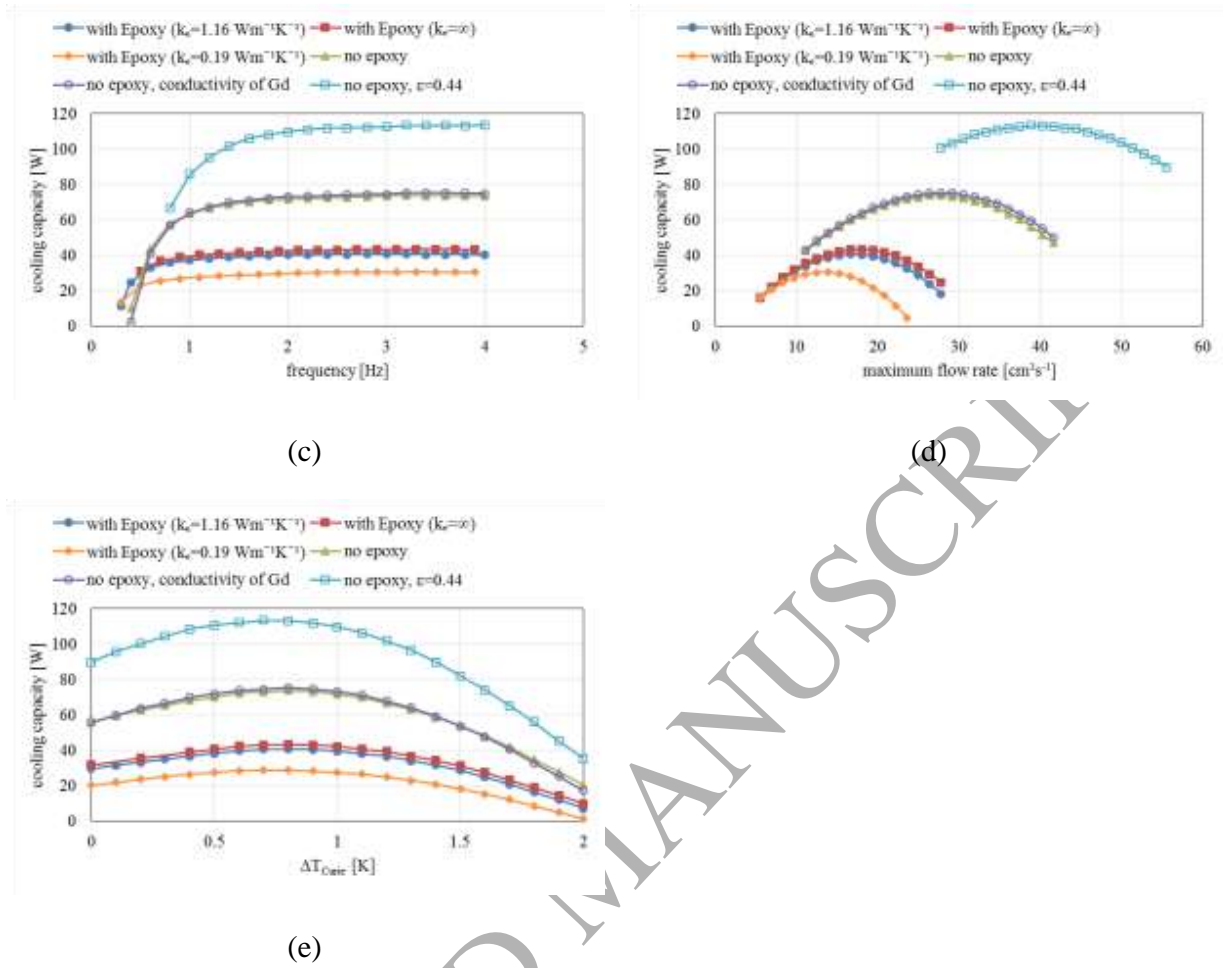 with Epoxy (kₑ=1.16 Wm⁻¹K⁻¹) with Epoxy (kₑ=∞)
with Epoxy (kₑ=0.19 Wm⁻¹K⁻¹) no epoxy
no epoxy, conductivity of Gd no epoxy, ε=0.44
120
100
80
60
40
20
0
cooling capacity [W]
0 1 2 3 4 5
frequency [Hz]
(c)
with Epoxy (kₑ=1.16 Wm⁻¹K⁻¹) with Epoxy (kₑ=∞)
with Epoxy (kₑ=0.19 Wm⁻¹K⁻¹) no epoxy
no epoxy, conductivity of Gd no epoxy, ε=0.44
120
100
80
60
40
20
0
cooling capacity [W]
0 10 20 30 40 50 60
maximum flow rate [cm³s⁻¹]
(d)
with Epoxy (kₑ=1.16 Wm⁻¹K⁻¹) with Epoxy (kₑ=∞)
with Epoxy (kₑ=0.19 Wm⁻¹K⁻¹) no epoxy
no epoxy, conductivity of Gd no epoxy, ε=0.44
120
100
80
60
40
20
0
cooling capacity [W]
0 0.5 1 1.5 2
ΔT_Curie [K]
(e)
D MANUSCRIP